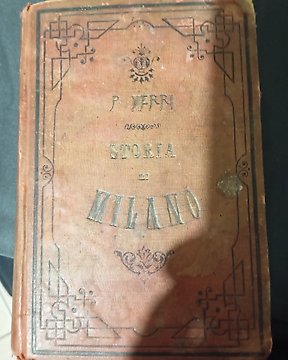 P. VERRI
STORIA
DI
MILANO